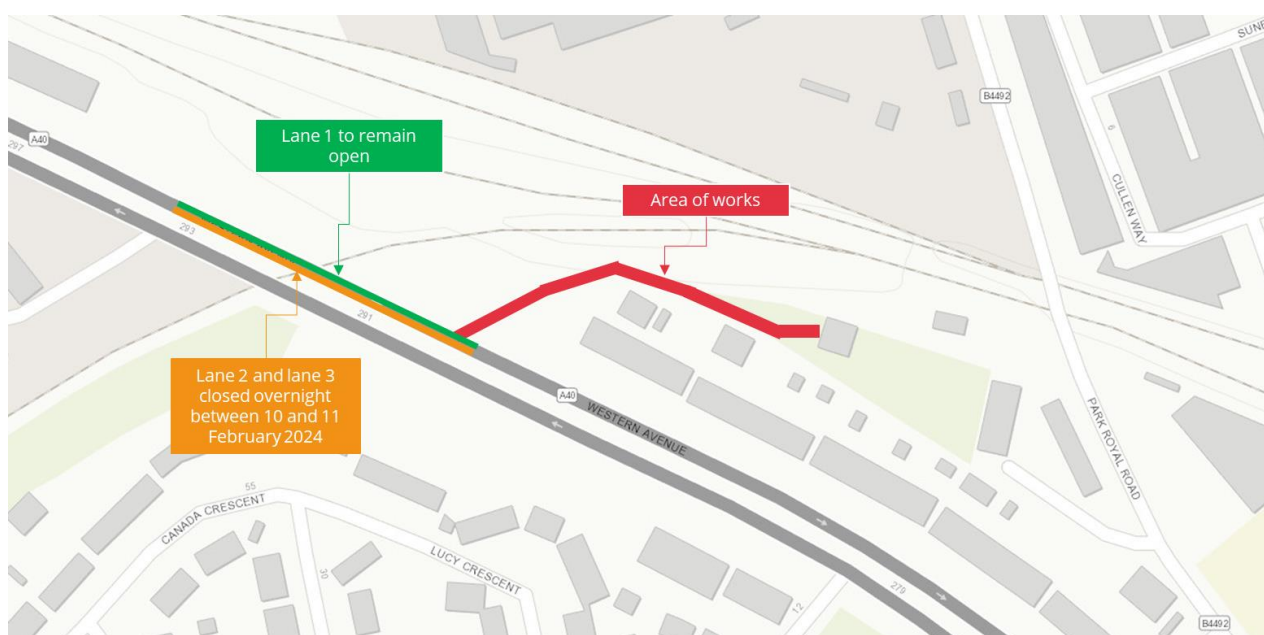 SUNB
B4492
A40
297
Lane 1 to remain
open
Area of works
6
CULLEN WAY
293
291
Lane 2 and lane 3
closed overnight
between 10 and 11
February 2024
A40
WESTERN AVENUE
PARK ROYAL ROAD
55
CANADA CRESCENT
LUCY CRESCENT
30
279
12
B4492